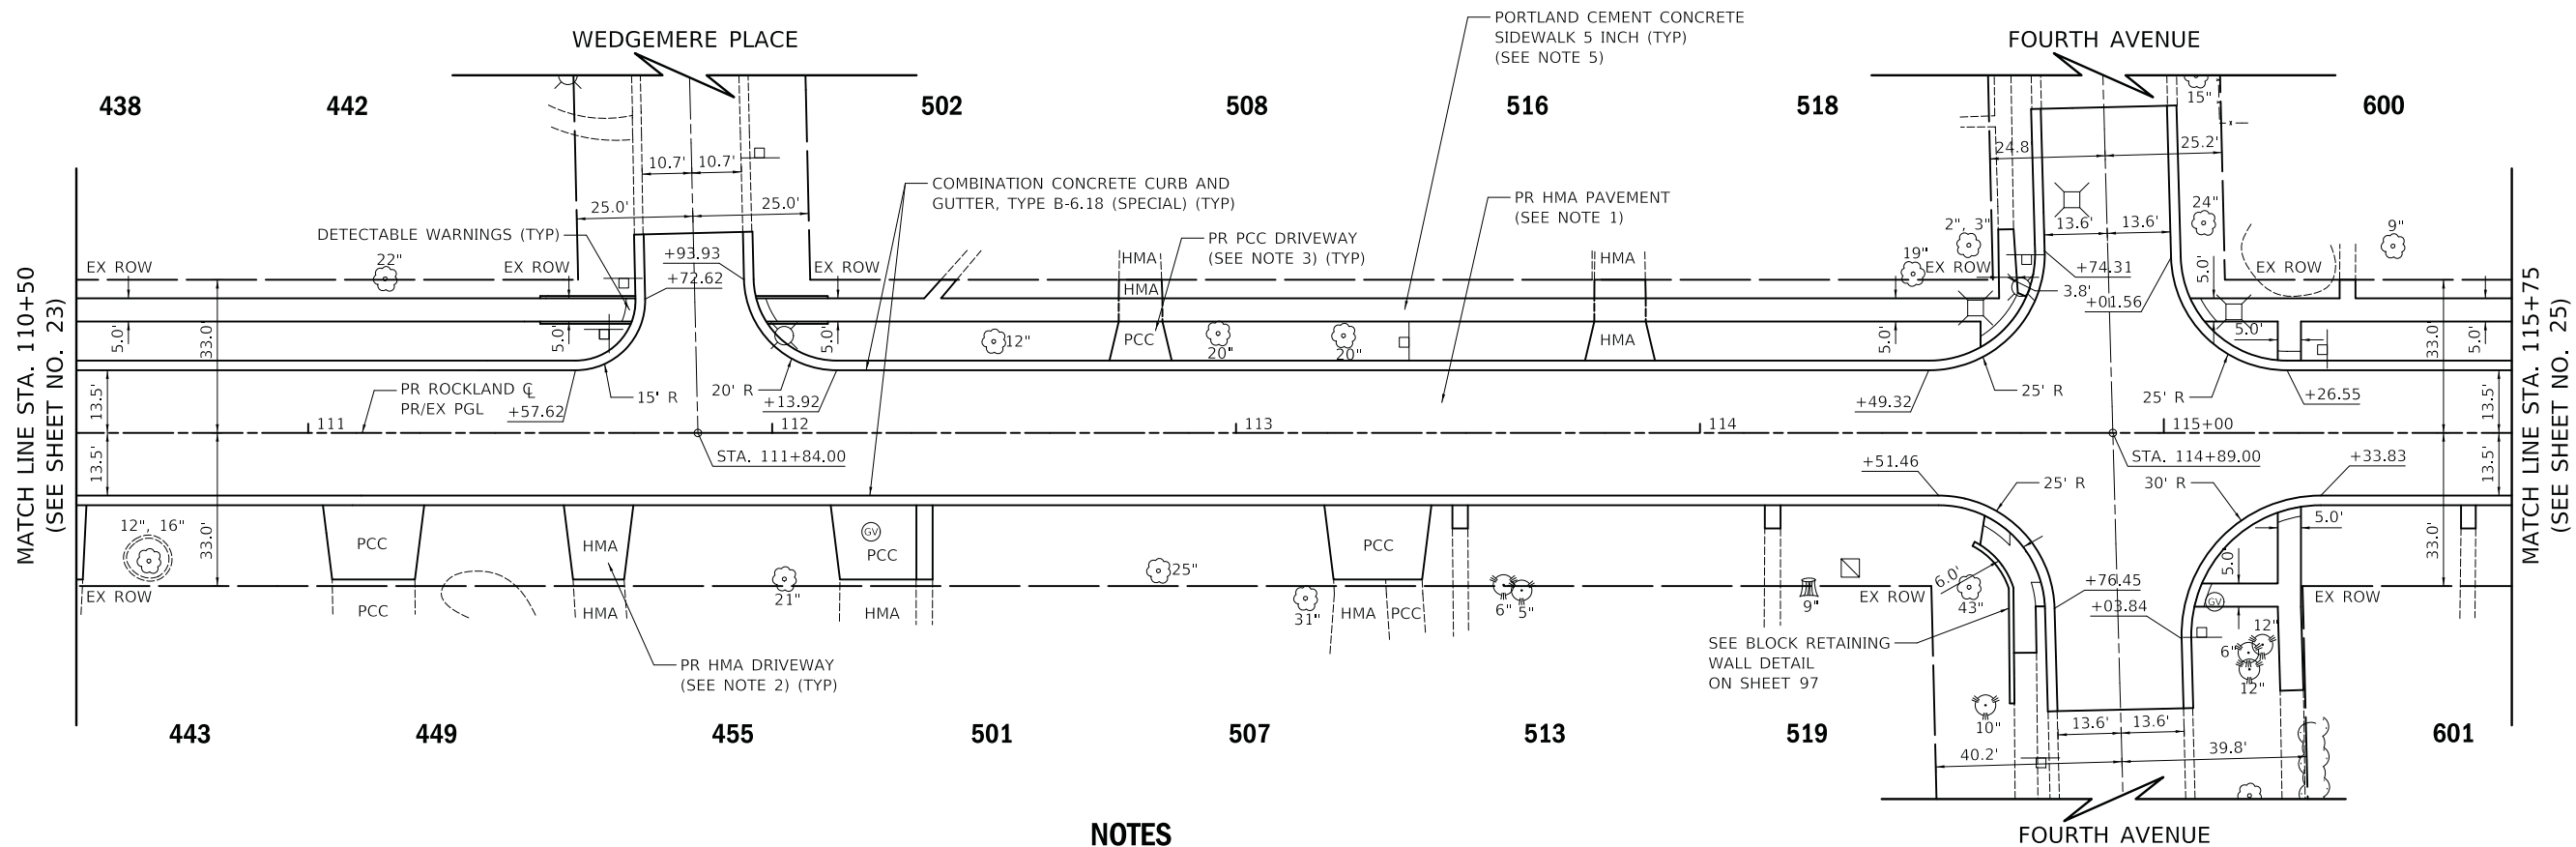 WEDGEMERE PLACE
FOURTH AVENUE
PORTLAND CEMENT CONCRETE
SIDEWALK 5 INCH (TYP)
(SEE NOTE 5)
438
442
502
508
516
518
600
15"
10.7'
10.7'
24.8'
25.2'
25.0'
25.0'
COMBINATION CONCRETE CURB AND
GUTTER, TYPE B-6.18 (SPECIAL) (TYP)
PR HMA PAVEMENT
(SEE NOTE 1)
DETECTABLE WARNINGS (TYP)
PR PCC DRIVEWAY
(SEE NOTE 3) (TYP)
2", 3"
13.6'
13.6'
24"
9"
EX ROW
22"
EX ROW
+93.93
+72.62
EX ROW
HMA
HMA
HMA
19"
EX ROW
+74.31
3.8'
+01.56
5.0'
EX ROW
MATCH LINE STA. 110+50
(SEE SHEET NO. 23)
5.0'
33.0'
5.0'
5.0'
12"
PCC
20"
20"
HMA
5.0'
5.0'
33.0'
5.0'
MATCH LINE STA. 115+75
(SEE SHEET NO. 25)
13.5'
PR ROCKLAND ℄
PR/EX PGL
+57.62
15' R
20' R
+13.92
+49.32
25' R
25' R
+26.55
13.5'
111
112
113
114
115+00
13.5'
STA. 111+84.00
STA. 114+89.00
+51.46
+33.83
13.5'
25' R
30' R
12", 16"
33.0'
PCC
HMA
GV
PCC
PCC
5.0'
33.0'
EX ROW
21"
25"
31"
6"
5"
9"
EX ROW
6.0'
43"
+76.45
+03.84
5.0'
GV
EX ROW
PCC
HMA
HMA
HMA
PCC
SEE BLOCK RETAINING
WALL DETAIL
ON SHEET 97
12"
6"
12"
PR HMA DRIVEWAY
(SEE NOTE 2) (TYP)
10"
443
449
455
501
507
513
519
601
13.6'
13.6'
40.2'
39.8'
NOTES
FOURTH AVENUE